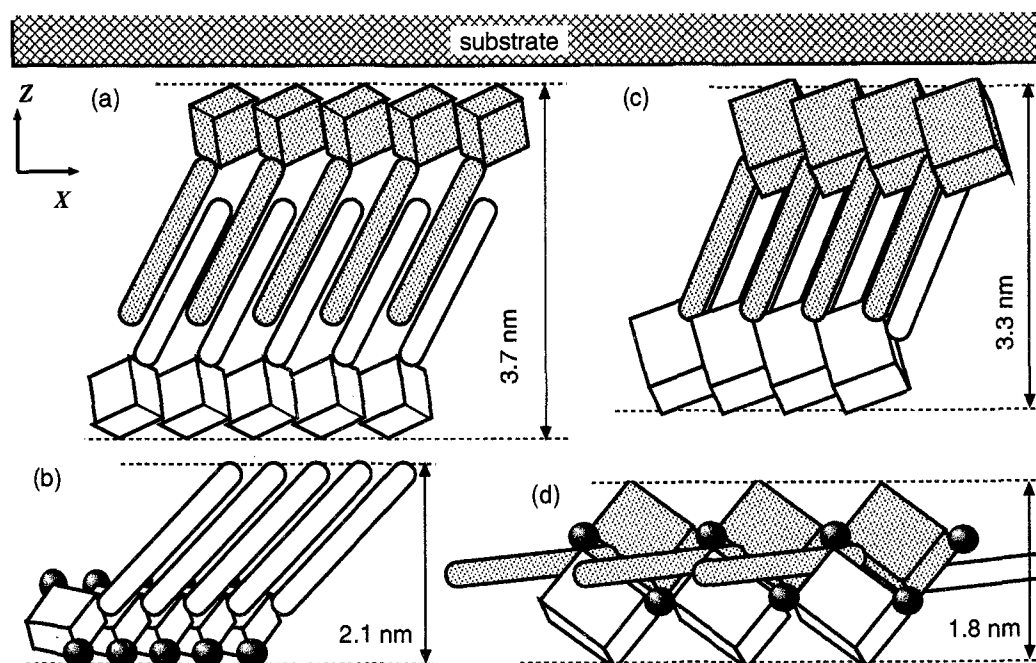 substrate
Z
X
(a)
3.7 nm
(c)
3.3 nm
(b)
2.1 nm
(d)
1.8 nm